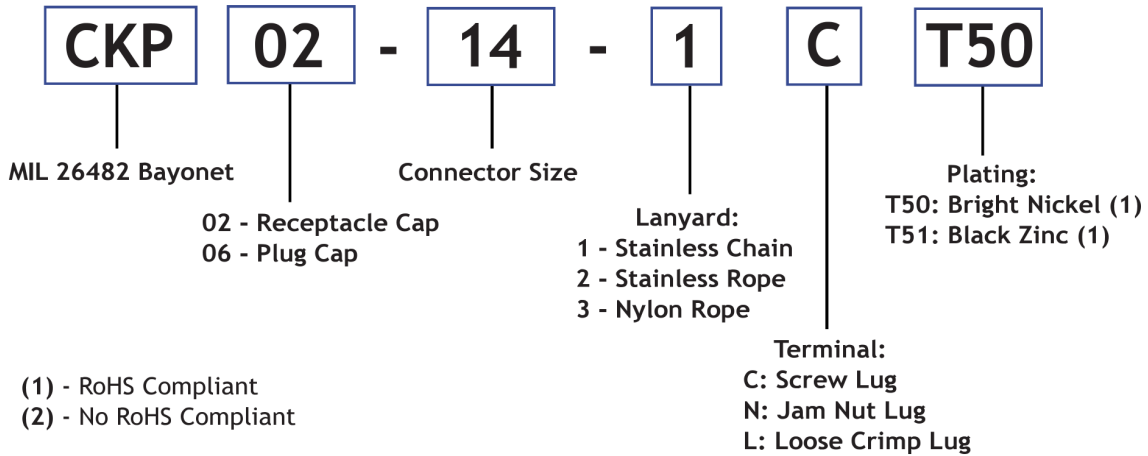 CKP 02 - 14 - 1 C T50
MIL 26482 Bayonet
02 - Receptacle Cap
06 - Plug Cap
Connector Size
Lanyard:
1 - Stainless Chain
2 - Stainless Rope
3 - Nylon Rope
Terminal:
C: Screw Lug
N: Jam Nut Lug
L: Loose Crimp Lug
Plating:
T50: Bright Nickel (1)
T51: Black Zinc (1)
(1) - RoHS Compliant
(2) - No RoHS Compliant